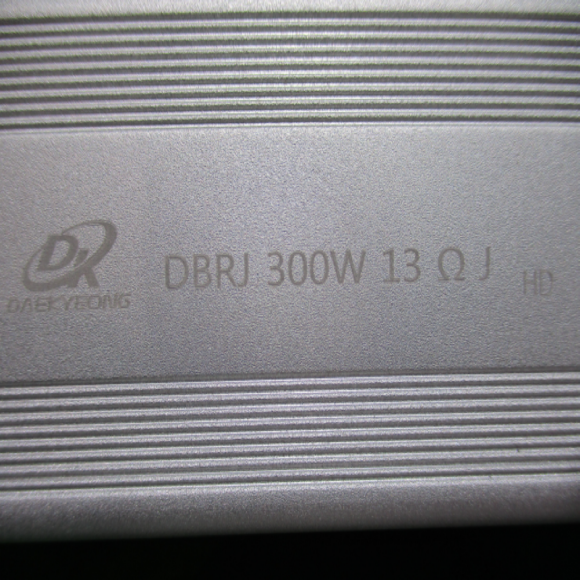 DK
DAEKYEONG
DBRJ 300W 13 Ω J
HD